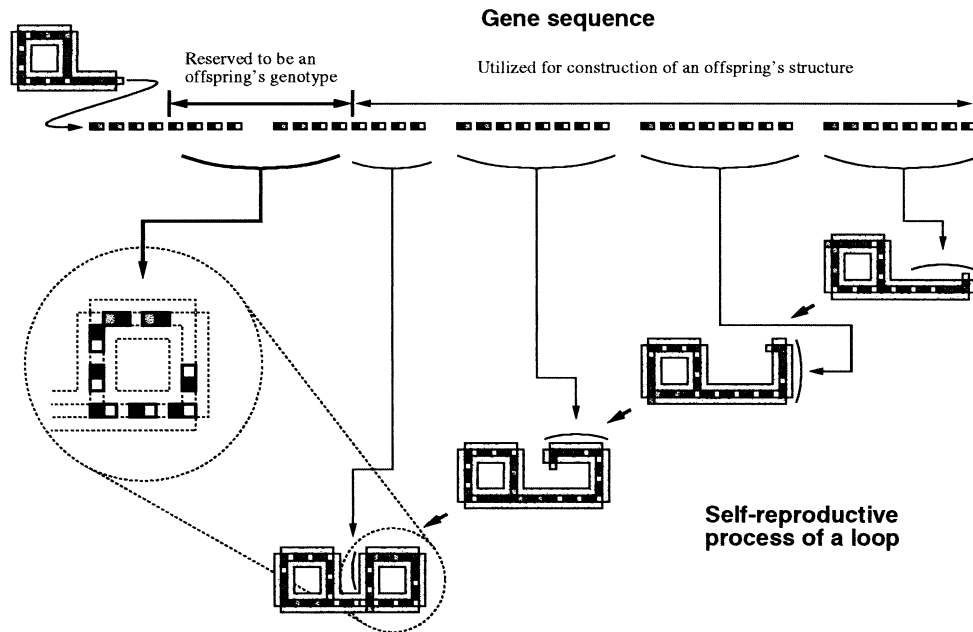 Gene sequence
Reserved to be an
offspring's genotype
Utilized for construction of an offspring's structure
Self-reproductive
process of a loop